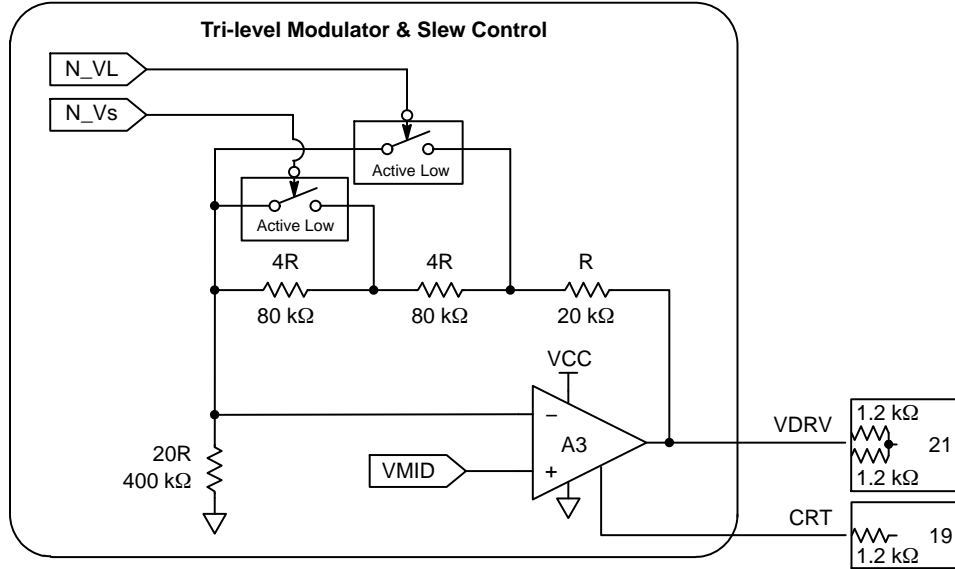 Tri-level Modulator & Slew Control
N_VL
N_Vs
Active Low
Active Low
4R
4R
R
80 kΩ
80 kΩ
20 kΩ
VCC
−
A3
+
VMID
20R
400 kΩ
VDRV
1.2 kΩ
21
1.2 kΩ
CRT
19
1.2 kΩ